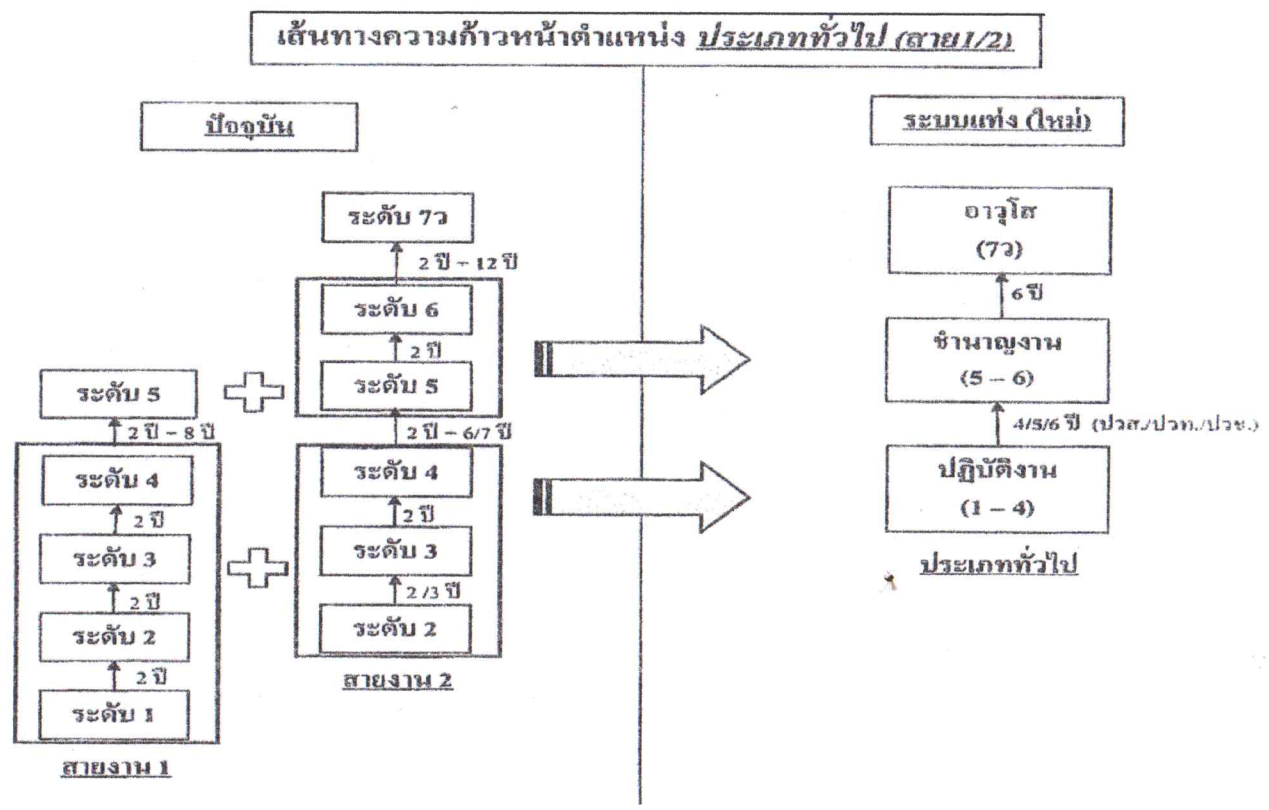 เส้นทางความก้าวหน้าตำแหน่ง ประเภททั่วไป (สาย1/2)
ปัจจุบัน
ระดับ 7ว
2 ปี – 12 ปี
ระดับ 6
2 ปี
ระดับ 5
ระดับ 5
2 ปี – 8 ปี
2 ปี – 6/7 ปี
ระดับ 4
ระดับ 4
2 ปี
2 ปี
ระดับ 3
ระดับ 3
2 ปี
2 /3 ปี
ระดับ 2
ระดับ 2
2 ปี
สายงาน 2
ระดับ 1
สายงาน 1
ระบบแท่ง (ใหม่)
อาวุโส
(7ว)
6 ปี
ชำนาญงาน
(5 – 6)
4/5/6 ปี (ปวส./ปวท./ปวช.)
ปฏิบัติงาน
(1 – 4)
ประเภททั่วไป